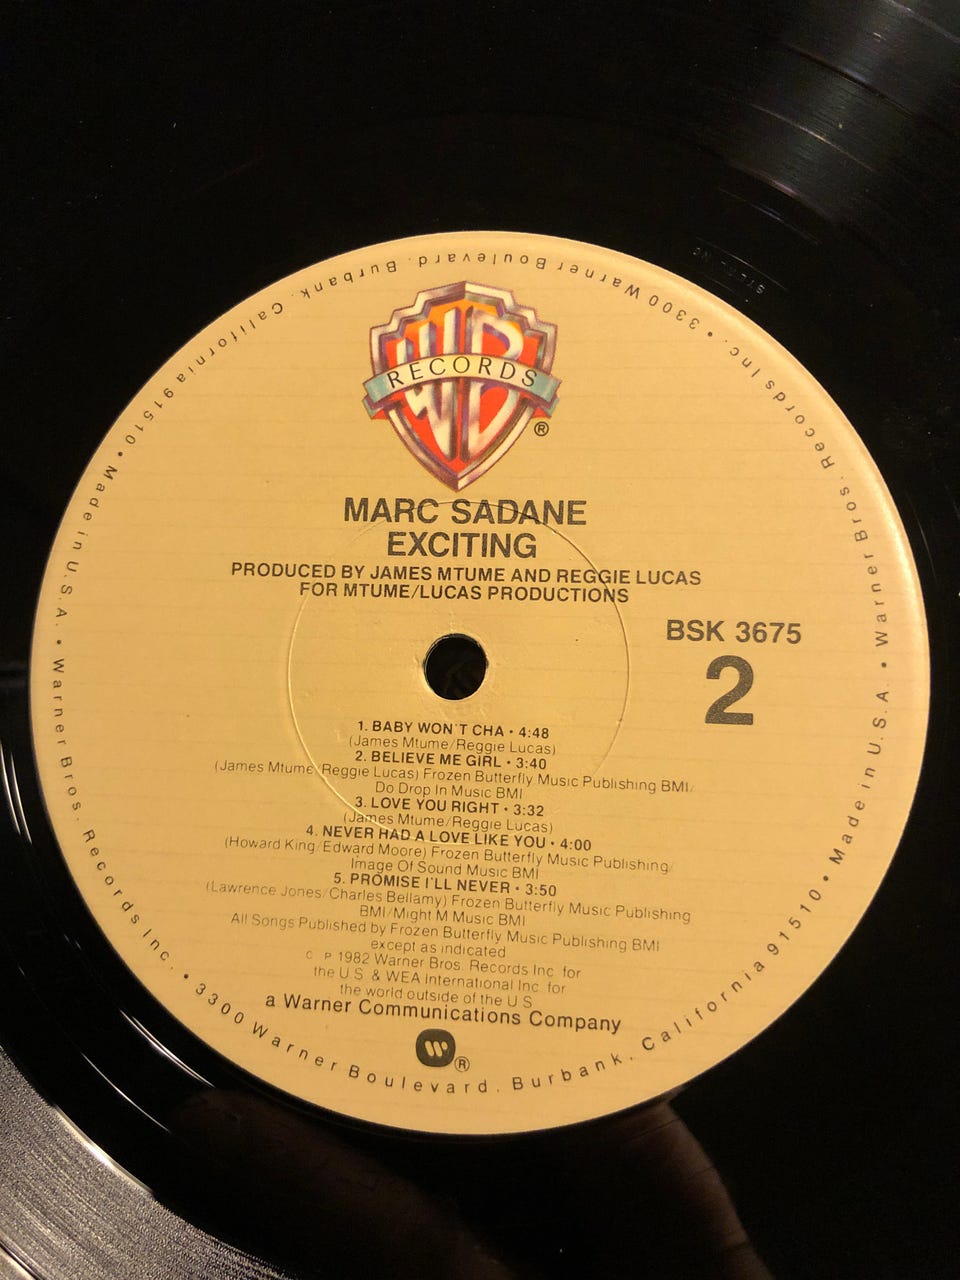 WB
RECORDS
®
MARC SADANE
EXCITING
PRODUCED BY JAMES MTUME AND REGGIE LUCAS
FOR MTUME/LUCAS PRODUCTIONS
BSK 3675
2
1. BABY WON'T CHA • 4:48
(James Mtume/Reggie Lucas)
2. BELIEVE ME GIRL • 3:40
(James Mtume/Reggie Lucas) Frozen Butterfly Music Publishing BMI/
Do Drop In Music BMI
3. LOVE YOU RIGHT • 3:32
(James Mtume/Reggie Lucas)
4. NEVER HAD A LOVE LIKE YOU • 4:00
(Howard King/Edward Moore) Frozen Butterfly Music Publishing/
Image Of Sound Music BMI
5. PROMISE I'LL NEVER • 3:50
(Lawrence Jones/Charles Bellamy) Frozen Butterfly Music Publishing
BMI/Might M Music BMI
All Songs Published by Frozen Butterfly Music Publishing BMI
except as indicated
C P 1982 Warner Bros. Records Inc. for
the U.S. & WEA International Inc. for
the world outside of the U.S.
a Warner Communications Company
W ®
• Warner Bros. Records Inc. • 3300 Warner Boulevard, Burbank, California 91510 • Made in U.S.A. • Warner Bros. Records Inc. • 3300 Warner Boulevard, Burbank, California 91510 • Made in U.S.A.
STERLING